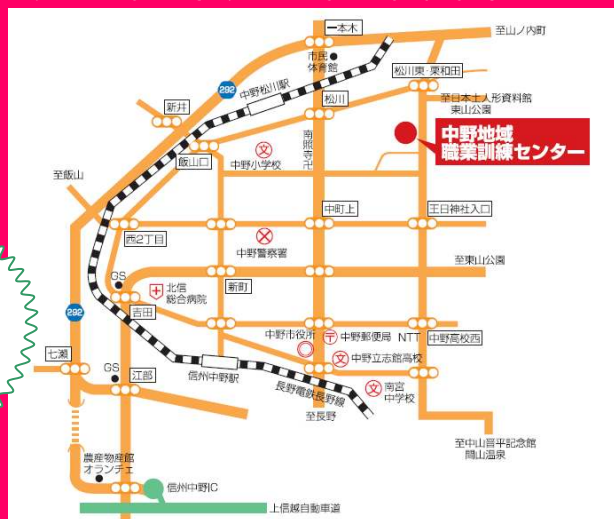 一本木
至山ノ内町
市民
体育館
中野松川駅
松川東・栗和田
292
新井
松川
至日本土人形資料館
東山公園
飯山口
文
中野小学校
南照寺卍
中野地域
職業訓練センター
至飯山
中町上
王日神社入口
西2丁目
中野警察署
GS
至東山公園
北信
総合病院
新町
292
吉田
中野市役所
〒
中野郵便局
NTT
中野高校西
七瀬
文
中野立志館高校
GS
江部
信州中野駅
長野電鉄長野線
文
南宮
中学校
至長野
至中山晋平記念館
間山温泉
農産物産館
オランチェ
信州中野IC
上信越自動車道